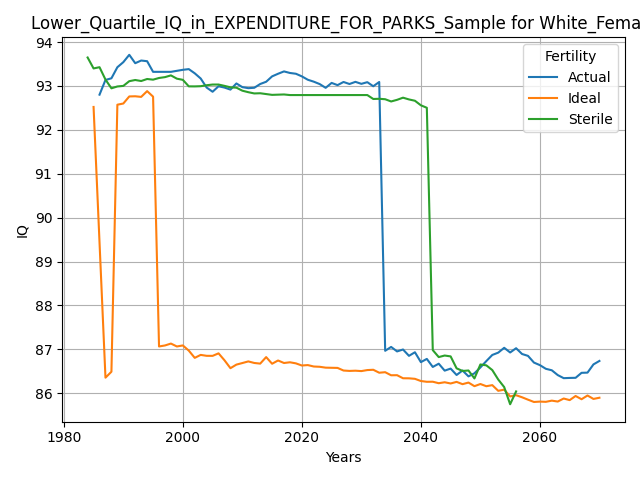 Lower_Quartile_IQ_in_EXPENDITURE_FOR_PARKS_Sample for White_Fema
94
93
92
91
90
89
88
87
86
IQ
Fertility
Actual
Ideal
Sterile
1980
2000
2020
2040
2060
Years